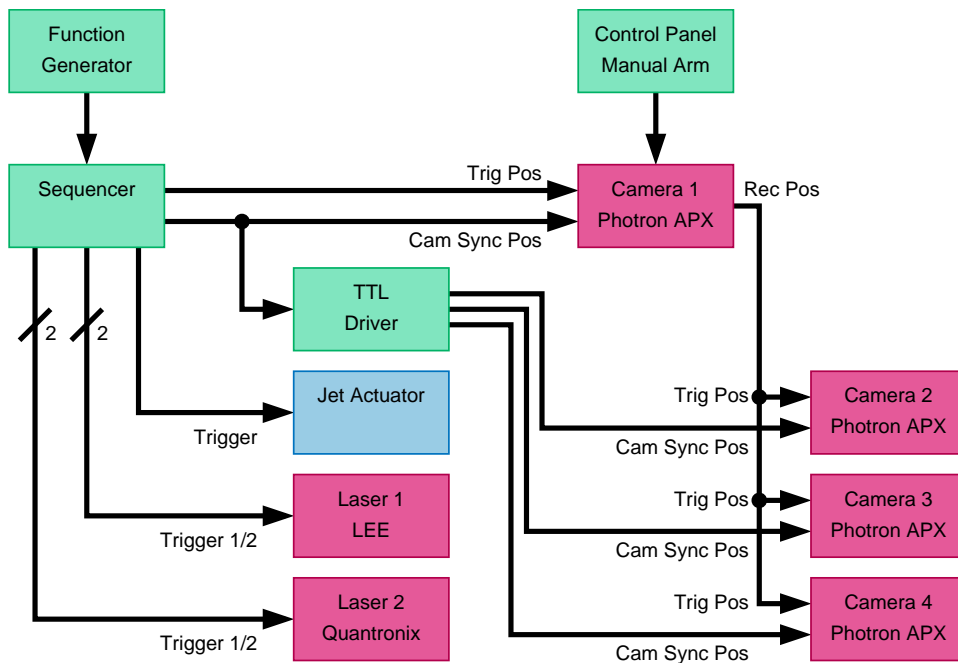 Function
Generator
Control Panel
Manual Arm
Sequencer
Trig Pos
Cam Sync Pos
Camera 1
Photron APX
Rec Pos
TTL
Driver
2
2
Jet Actuator
Trigger
Trig Pos
Cam Sync Pos
Camera 2
Photron APX
Laser 1
LEE
Trigger 1/2
Trig Pos
Cam Sync Pos
Camera 3
Photron APX
Laser 2
Quantronix
Trigger 1/2
Trig Pos
Cam Sync Pos
Camera 4
Photron APX